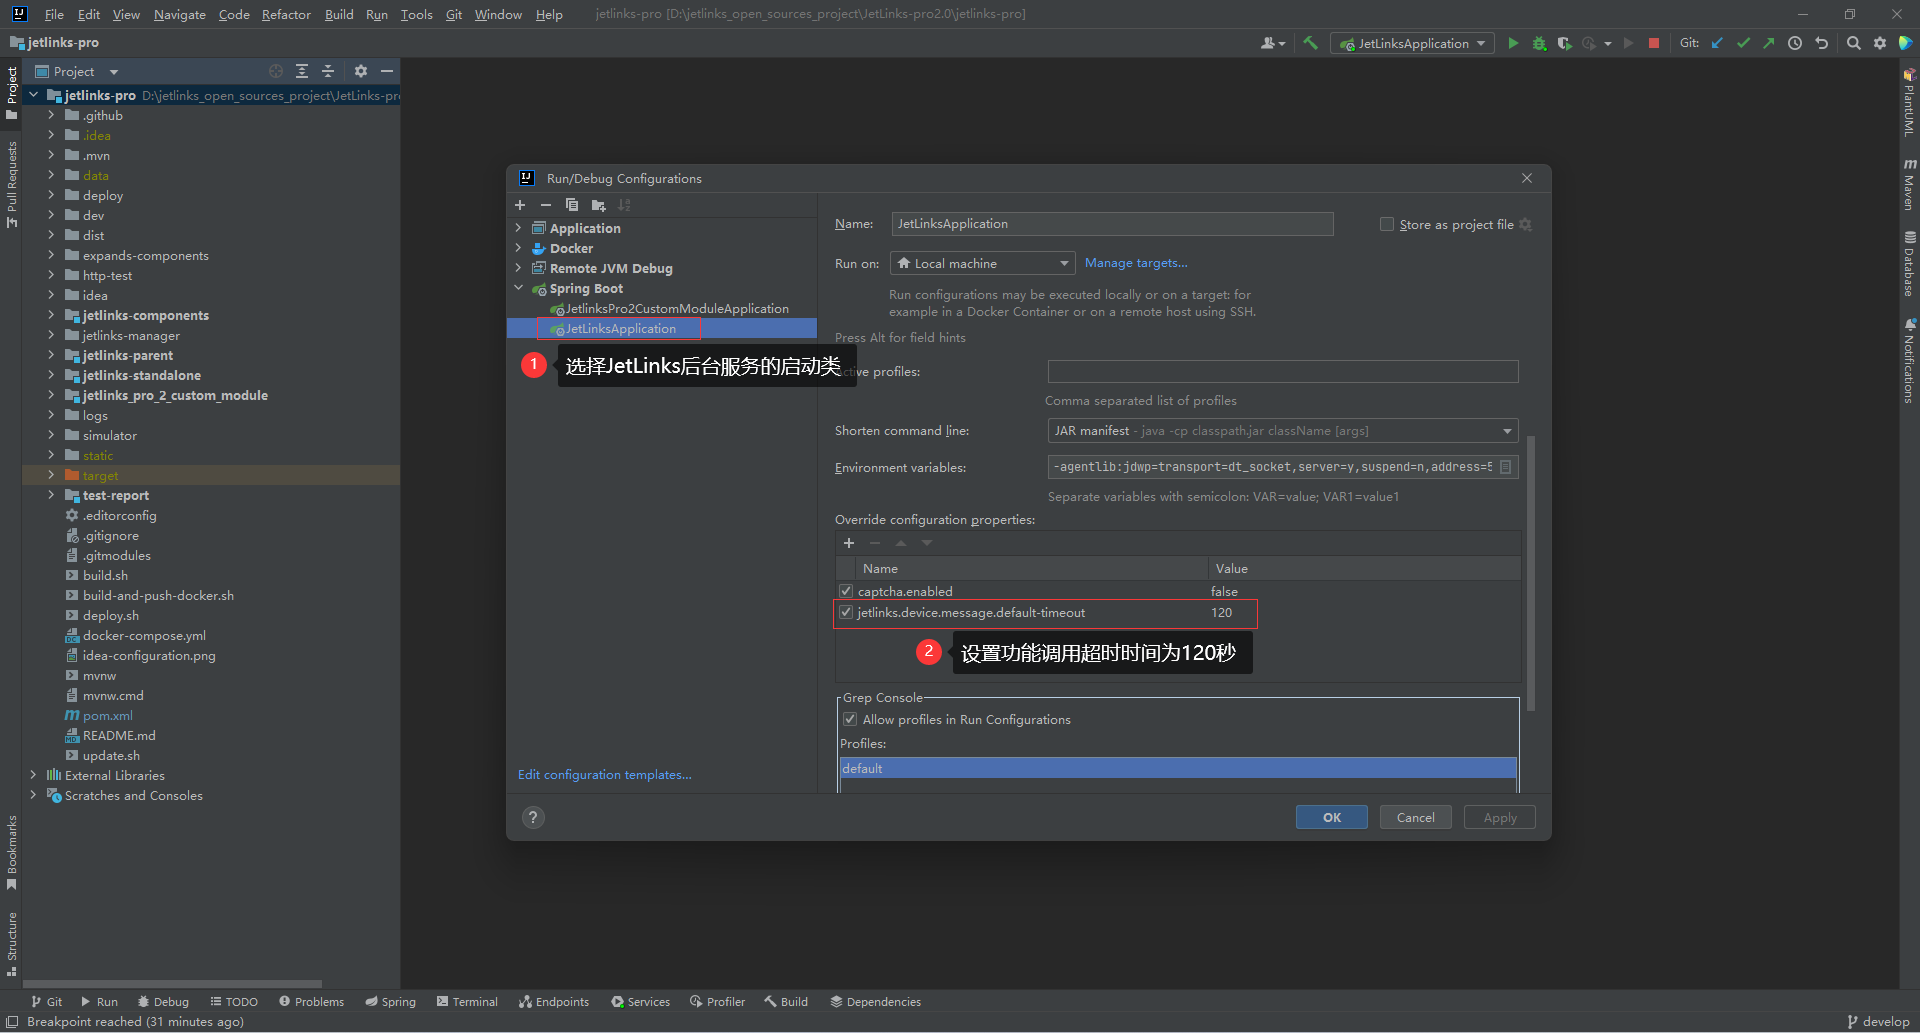 File Edit View Navigate Code Refactor Build Run Tools Git Window Help jetlinks-pro [D:\jetlinks_open_sources_project\JetLinks-pro2.0\jetlinks-pro]
jetlinks-pro
JetLinksApplication
Git:
Project
Project
Pull Requests
Bookmarks
Structure
jetlinks-pro D:\jetlinks_open_sources_project\JetLinks-pr
.github
.idea
.mvn
data
deploy
dev
dist
expands-components
http-test
idea
jetlinks-components
jetlinks-manager
jetlinks-parent
jetlinks-standalone
jetlinks_pro_2_custom_module
logs
simulator
static
target
test-report
.editorconfig
.gitignore
.gitmodules
build.sh
build-and-push-docker.sh
deploy.sh
docker-compose.yml
idea-configuration.png
mvnw
mvnw.cmd
pom.xml
README.md
update.sh
External Libraries
Scratches and Consoles
Run/Debug Configurations
Application
Docker
Remote JVM Debug
Spring Boot
JetlinksPro2CustomModuleApplication
JetLinksApplication
1 选择JetLinks后台服务的启动类
Edit configuration templates...
Name: JetLinksApplication
Store as project file
Run on: Local machine Manage targets...
Run configurations may be executed locally or on a target: for
example in a Docker Container or on a remote host using SSH.
Press Alt for field hints
ctive profiles:
Comma separated list of profiles
Shorten command line: JAR manifest - java -cp classpath.jar className [args]
Environment variables: -agentlib:jdwp=transport=dt_socket,server=y,suspend=n,address=5
Separate variables with semicolon: VAR=value; VAR1=value1
Override configuration properties:
Name Value
captcha.enabled false
jetlinks.device.message.default-timeout 120
2 设置功能调用超时时间为120秒
Grep Console
Allow profiles in Run Configurations
Profiles:
default
? OK Cancel Apply
PlantUML
Maven
Database
Notifications
Git Run Debug TODO Problems Spring Terminal Endpoints Services Profiler Build Dependencies
Breakpoint reached (31 minutes ago) develop